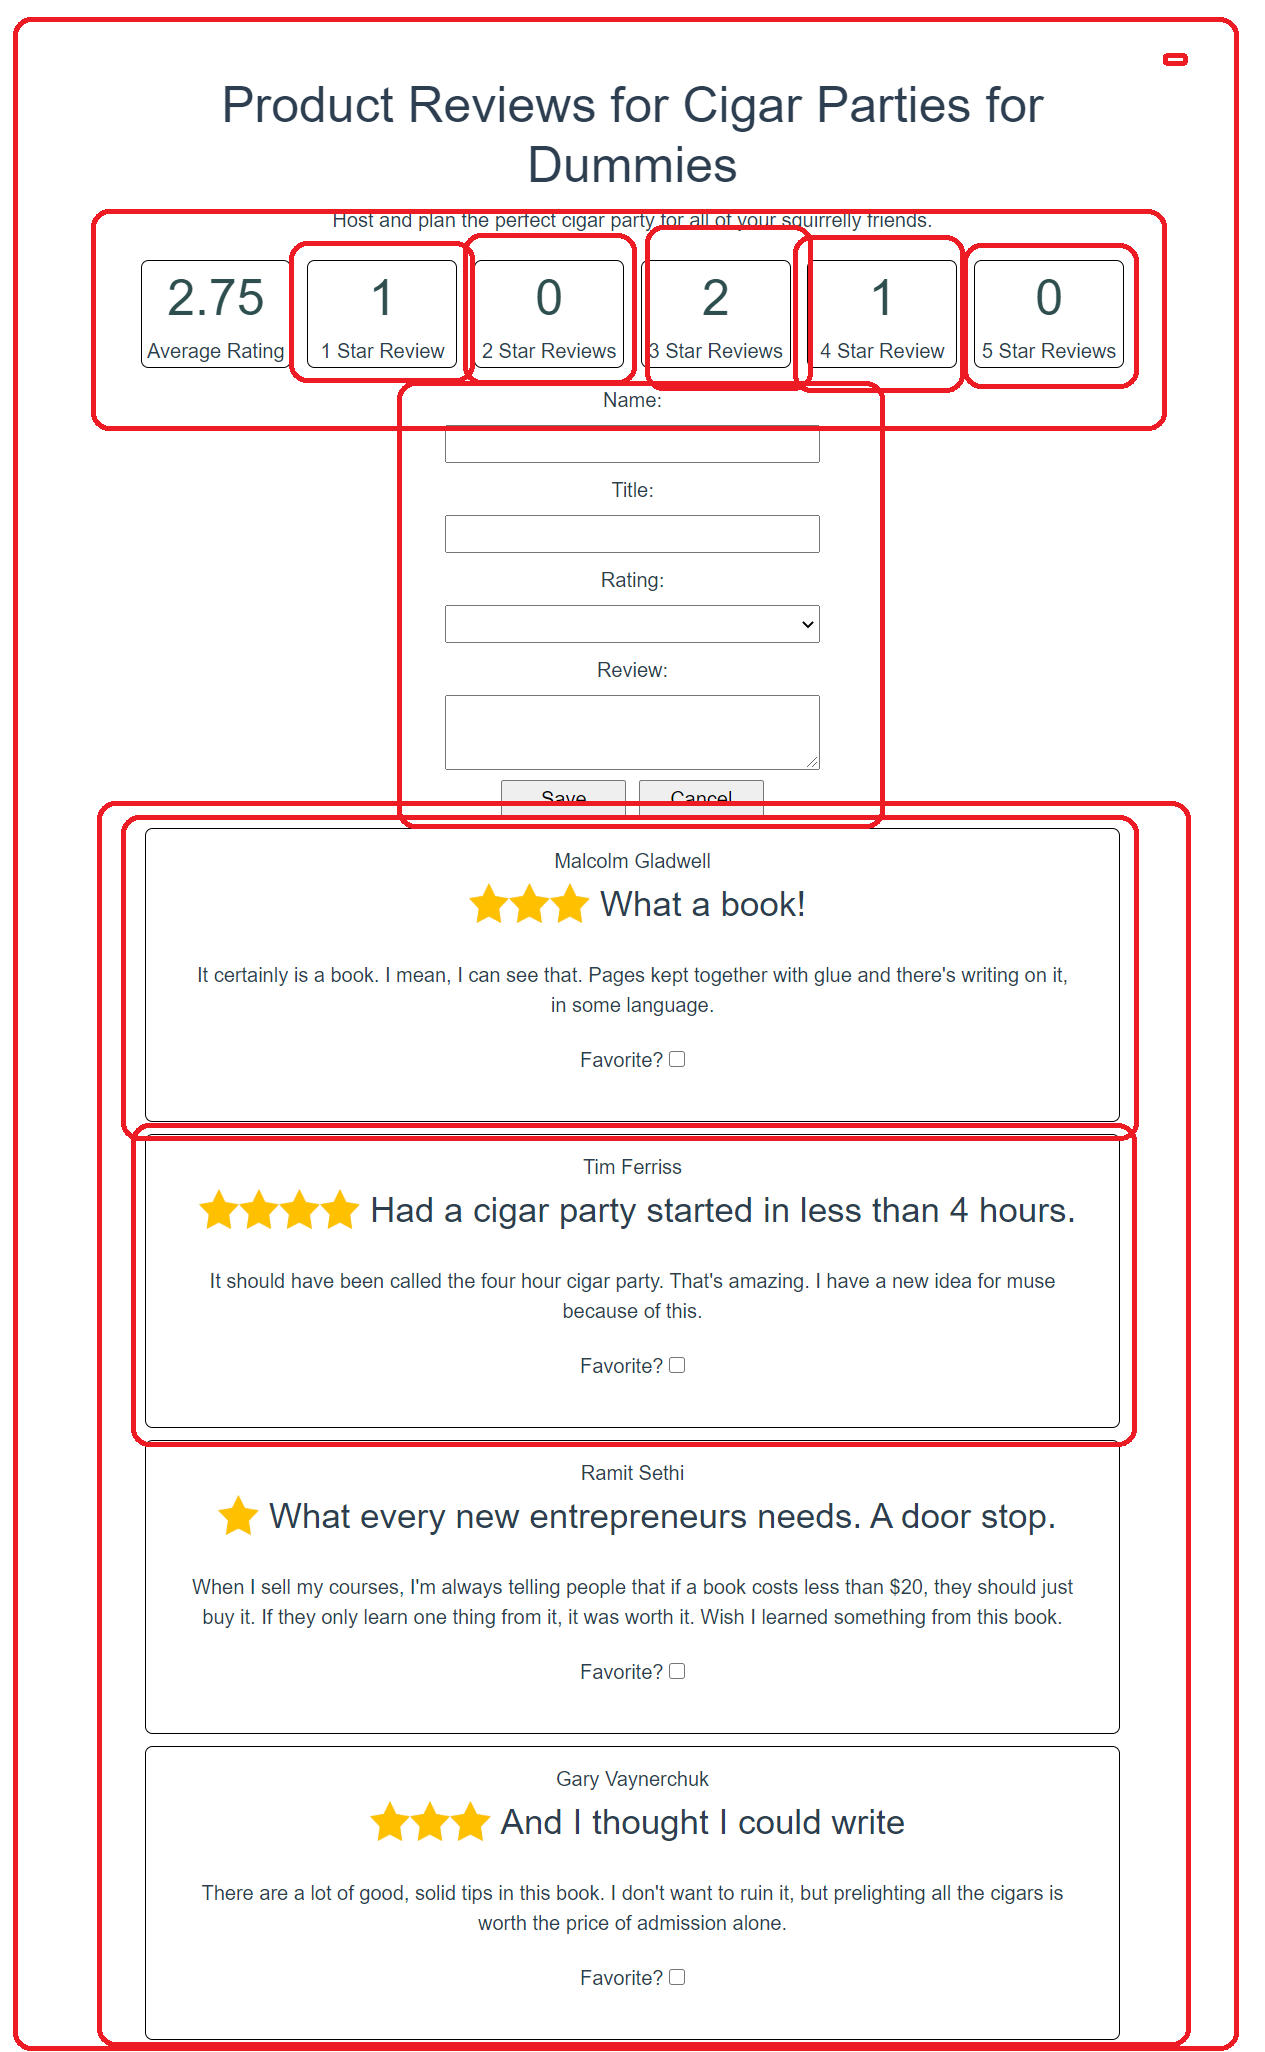 Product Reviews for Cigar Parties for
Dummies
Host and plan the perfect cigar party for all of your squirrelly friends.
2.75
Average Rating
1
1 Star Review
0
2 Star Reviews
2
3 Star Reviews
1
4 Star Review
0
5 Star Reviews
Name:
Title:
Rating:
Review:
Save Cancel
Malcolm Gladwell
What a book!
It certainly is a book. I mean, I can see that. Pages kept together with glue and there's writing on it,
in some language.
Favorite?
Tim Ferriss
Had a cigar party started in less than 4 hours.
It should have been called the four hour cigar party. That's amazing. I have a new idea for muse
because of this.
Favorite?
Ramit Sethi
What every new entrepreneurs needs. A door stop.
When I sell my courses, I'm always telling people that if a book costs less than $20, they should just
buy it. If they only learn one thing from it, it was worth it. Wish I learned something from this book.
Favorite?
Gary Vaynerchuk
And I thought I could write
There are a lot of good, solid tips in this book. I don't want to ruin it, but prelighting all the cigars is
worth the price of admission alone.
Favorite?